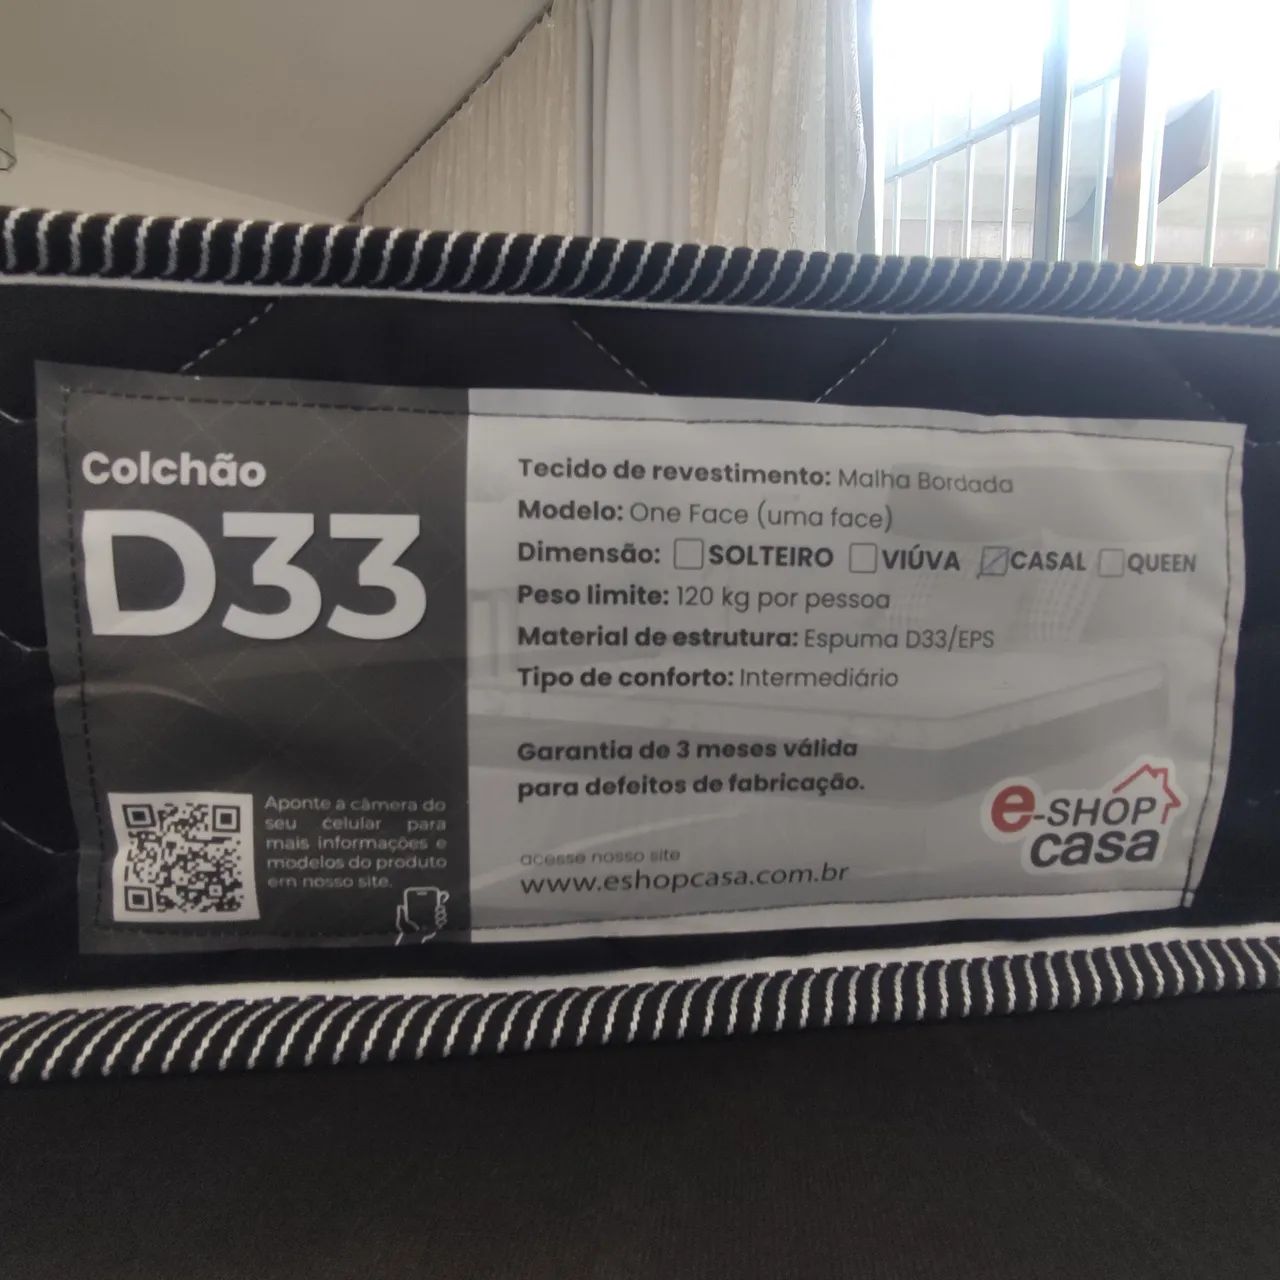 Colchão
D33
Aponte a câmera do
seu celular para
mais informações e
modelos do produto
em nosso site.
Tecido de revestimento: Malha Bordada
Modelo: One Face (uma face)
Dimensão: SOLTEIRO VIÚVA CASAL QUEEN
Peso limite: 120 kg por pessoa
Material de estrutura: Espuma D33/EPS
Tipo de conforto: Intermediário
Garantia de 3 meses válida
para defeitos de fabricação.
acesse nosso site
www.eshopcasa.com.br
e-SHOP
casa